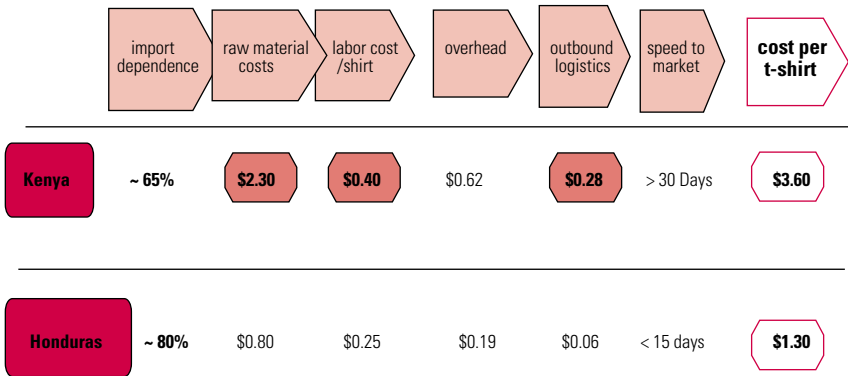 import
dependence
raw material
costs
labor cost
/shirt
overhead
outbound
logistics
speed to
market
cost per
t-shirt
Kenya
~ 65%
$2.30
$0.40
$0.62
$0.28
> 30 Days
$3.60
Honduras
~ 80%
$0.80
$0.25
$0.19
$0.06
< 15 days
$1.30